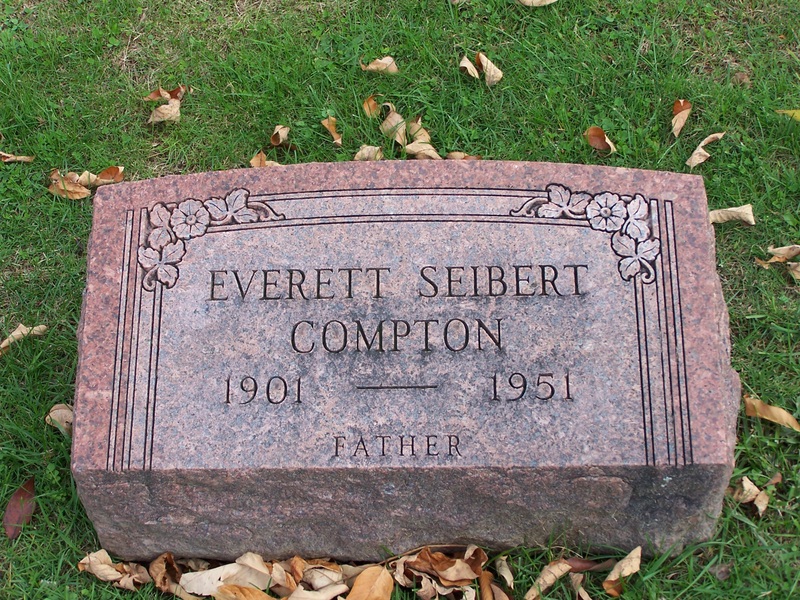 EVERETT SEIBERT
COMPTON
1901 — 1951
FATHER